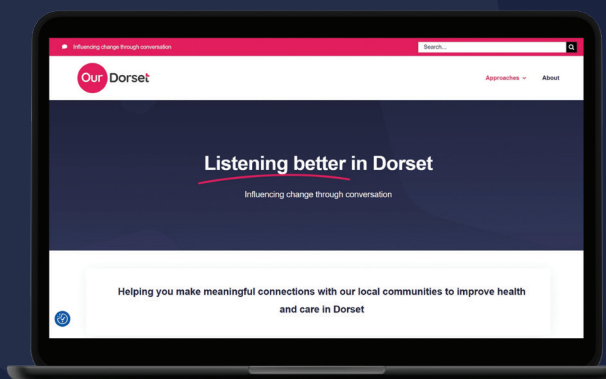 Influencing change through conversation
Search...
Our Dorset
Approaches
About
Listening better in Dorset
Influencing change through conversation
Helping you make meaningful connections with our local communities to improve health
and care in Dorset